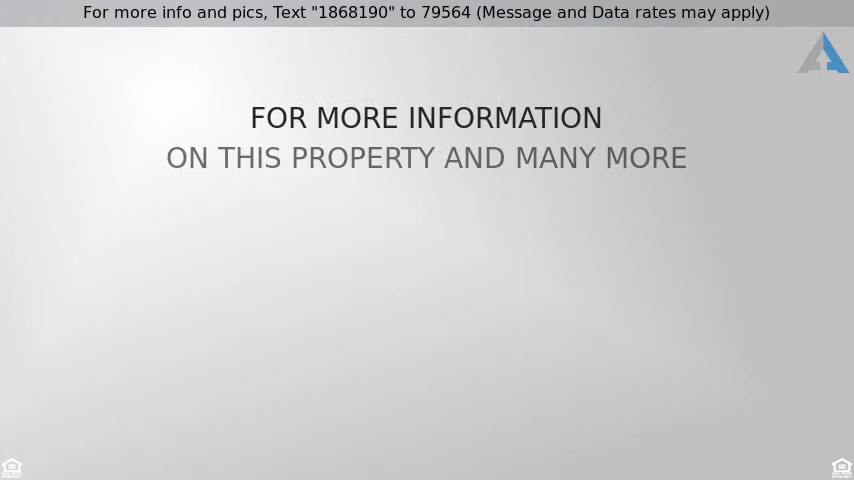 For more info and pics, Text "1868190" to 79564 (Message and Data rates may apply)
FOR MORE INFORMATION
ON THIS PROPERTY AND MANY MORE